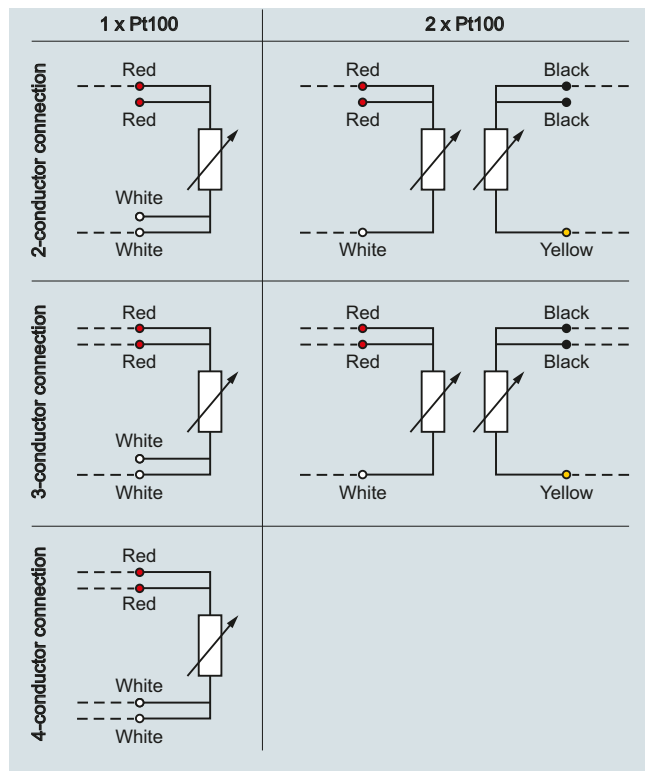 1 x Pt100
2 x Pt100
2-conductor connection
Red
Red
White
White
Red
Red
White
Black
Black
Yellow
3-conductor connection
Red
Red
White
White
Red
Red
White
Black
Black
Yellow
4-conductor connection
Red
Red
White
White